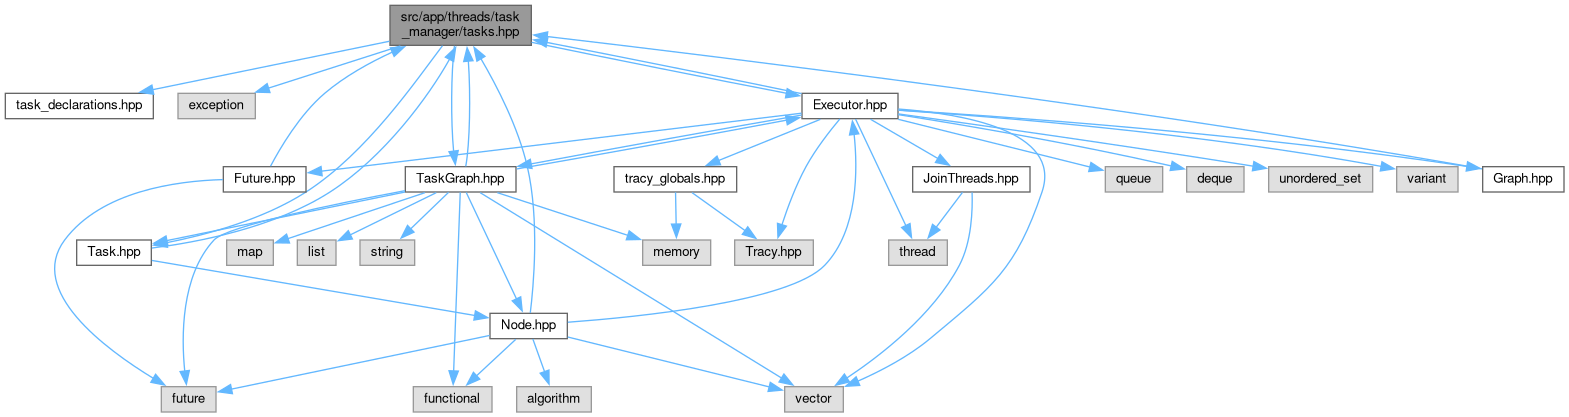 src/app/threads/task
_manager/tasks.hpp
task_declarations.hpp
exception
Executor.hpp
Future.hpp
TaskGraph.hpp
tracy_globals.hpp
JoinThreads.hpp
queue
deque
unordered_set
variant
Graph.hpp
Task.hpp
map
list
string
memory
Tracy.hpp
thread
Node.hpp
future
functional
algorithm
vector